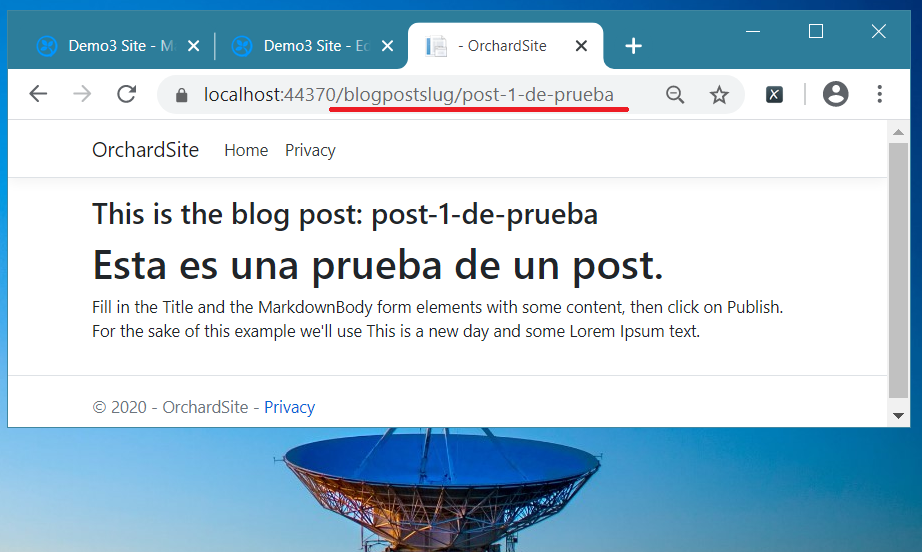 Demo3 Site - M
Demo3 Site - Ed
- OrchardSite
localhost:44370/blogpostslug/post-1-de-prueba
X
OrchardSite Home Privacy
This is the blog post: post-1-de-prueba
Esta es una prueba de un post.
Fill in the Title and the MarkdownBody form elements with some content, then click on Publish.
For the sake of this example we'll use This is a new day and some Lorem Ipsum text.
© 2020 - OrchardSite - Privacy